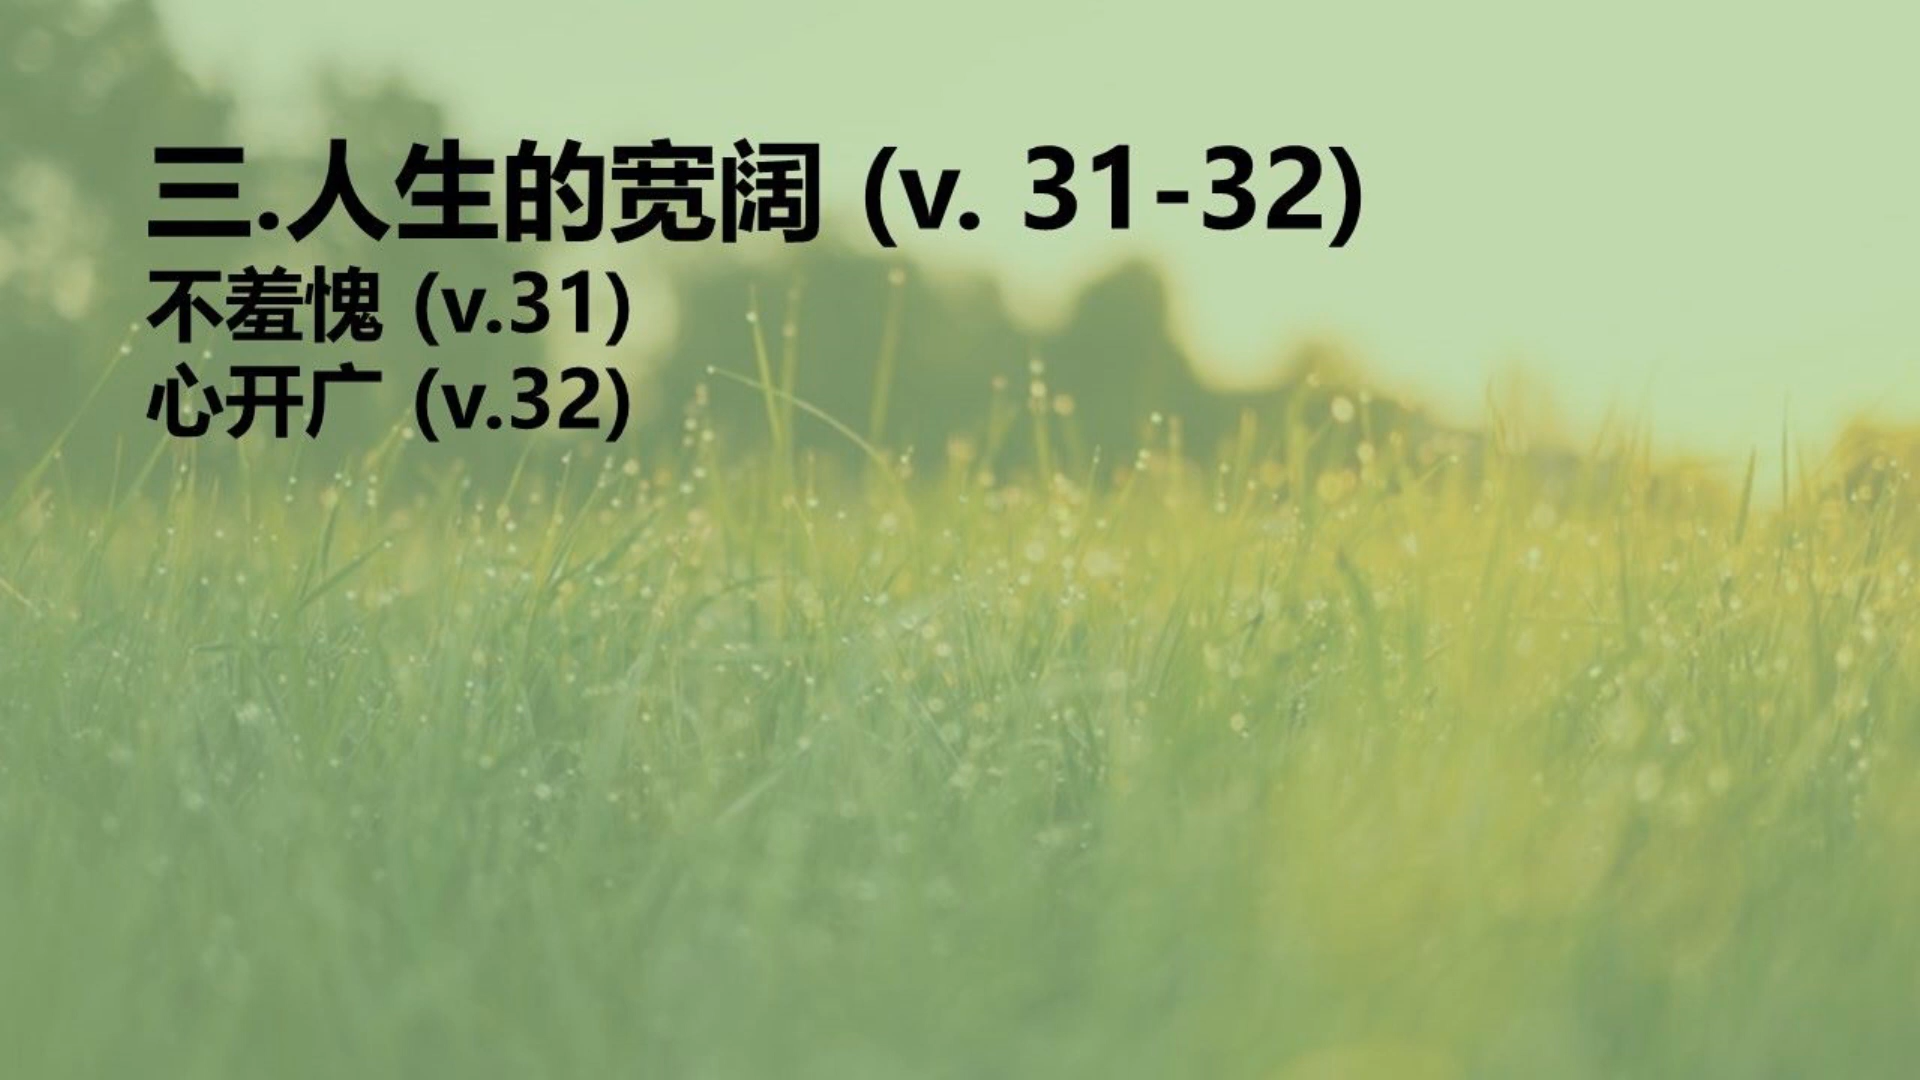 三.人生的宽阔 (v. 31-32)
不羞愧 (v.31)
心开广 (v.32)